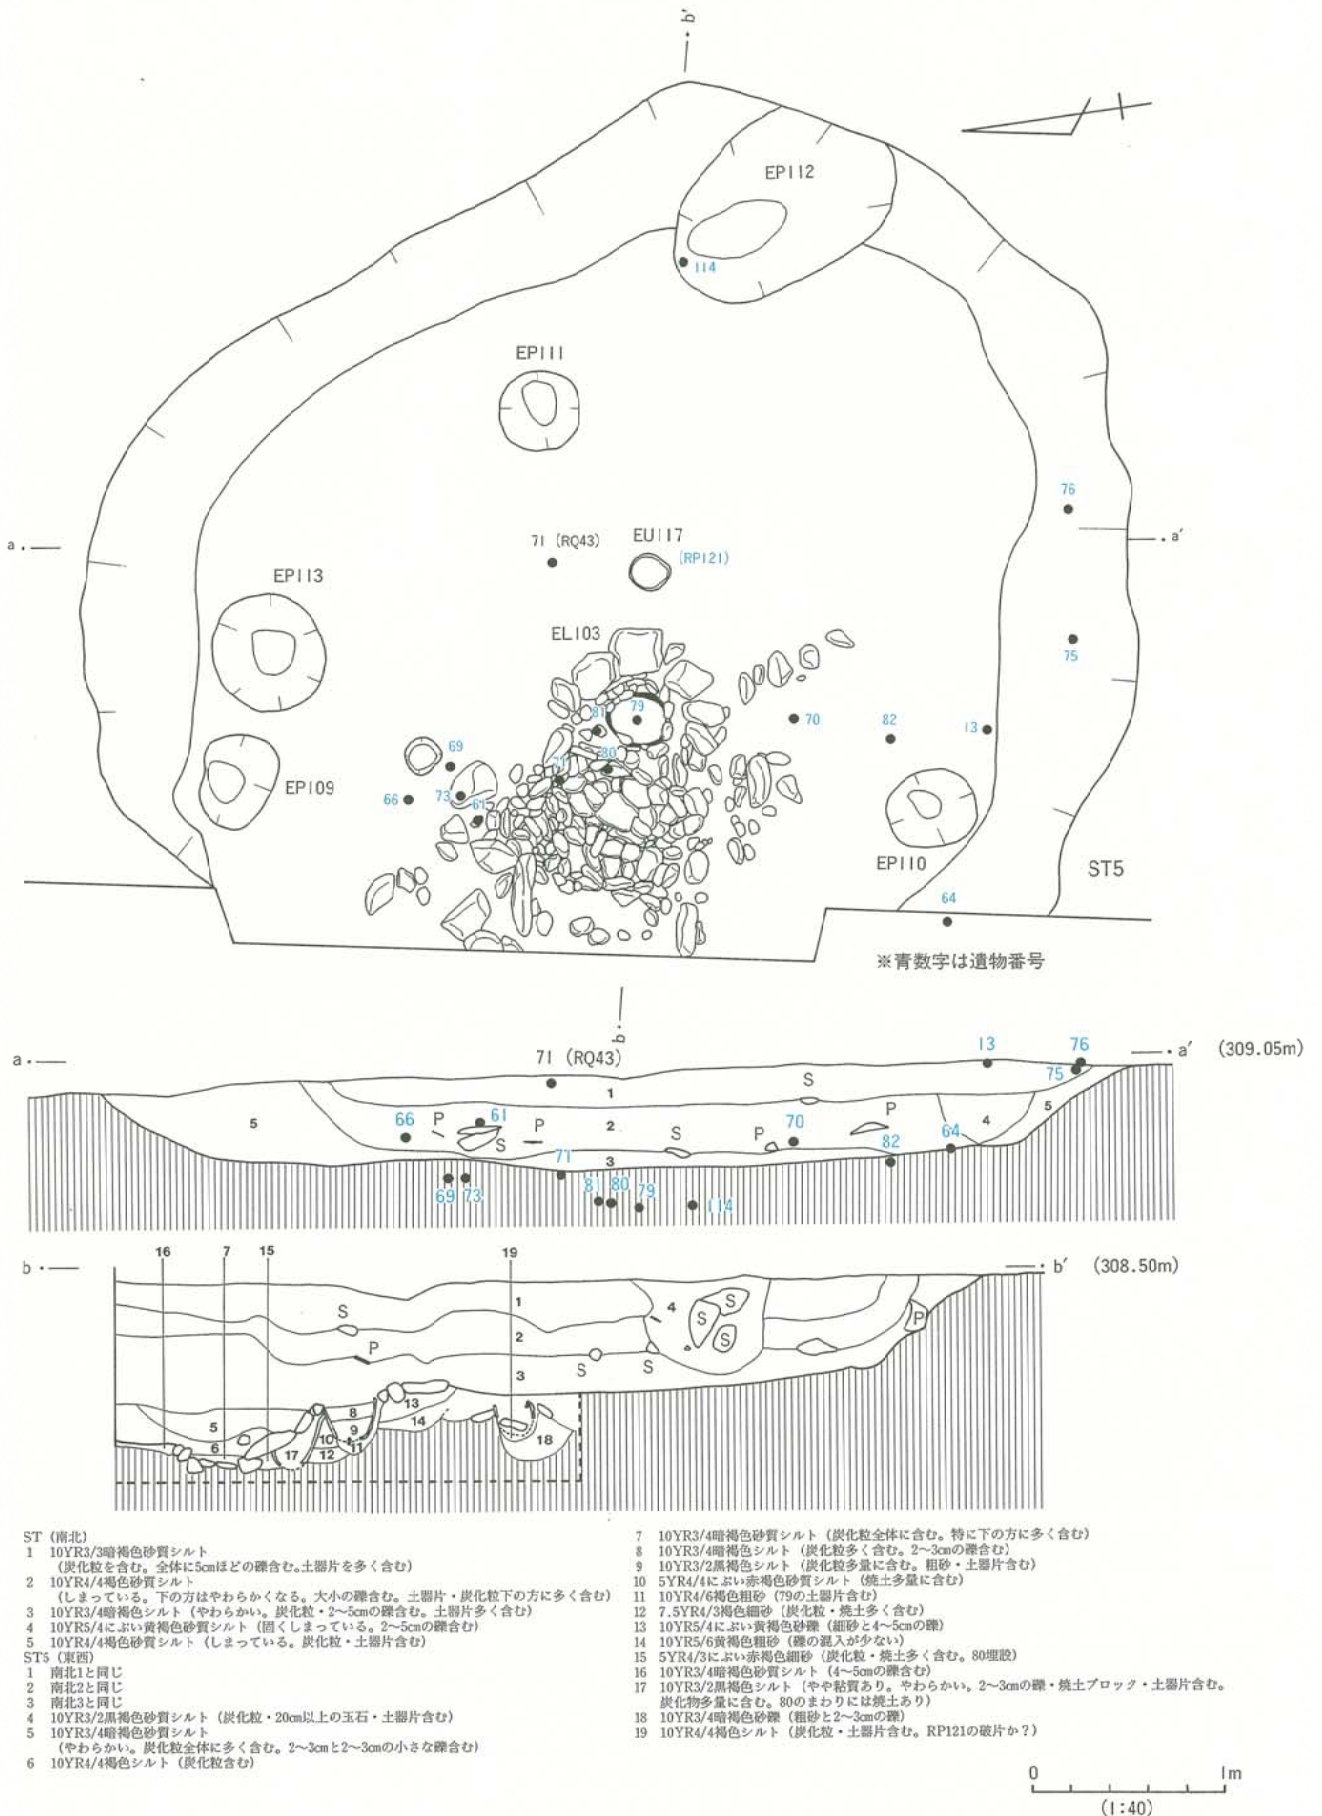 b'
EP112
114
EP111
76
a
71 (RQ43)
EU117
(RP121)
a'
EP113
75
EL103
81
79
70
82
13
69
80
71
EP109
66
73
61
EP110
ST5
64
※青数字は遺物番号
b
a
71 (RQ43)
13
76
a' (309.05m)
75
S
1
5
66
P
61
P
2
S
P
70
P
4
5
64
S
71
3
82
69
73
81
80
79
114
16
7
15
19
b
b' (308.50m)
S
1
4
S
S
S
P
2
P
S
S
3
5
8
13
9
14
6
10
17
12
11
18
ST (南北)
1 10YR3/3暗褐色砂質シルト
(炭化粒を含む。全体に5cmほどの礫含む。土器片を多く含む)
2 10YR4/4褐色砂質シルト
(しまっている。下の方はやわらかくなる。大小の礫含む。土器片・炭化粒下の方に多く含む)
3 10YR3/4暗褐色シルト (やわらかい。炭化粒・2〜5cmの礫含む。土器片多く含む)
4 10YR5/4にぶい黄褐色砂質シルト (固くしまっている。2〜5cmの礫含む)
5 10YR4/4褐色砂質シルト (しまっている。炭化粒・土器片含む)
ST5 (東西)
1 南北1と同じ
2 南北2と同じ
3 南北3と同じ
4 10YR3/2黒褐色砂質シルト (炭化粒・20cm以上の玉石・土器片含む)
5 10YR3/4暗褐色砂質シルト
(やわらかい。炭化粒全体に多く含む。2〜3cmと2〜3cmの小さな礫含む)
6 10YR4/4褐色シルト (炭化粒含む)
7 10YR3/4暗褐色砂質シルト (炭化粒全体に含む。特に下の方に多く含む)
8 10YR3/4暗褐色シルト (炭化粒多く含む。2〜3cmの礫含む)
9 10YR3/2黒褐色シルト (炭化粒多量に含む。粗砂・土器片含む)
10 5YR4/4にぶい赤褐色砂質シルト (焼土多量に含む)
11 10YR4/6褐色粗砂 (79の土器片含む)
12 7.5YR4/3褐色細砂 (炭化粒・焼土多く含む)
13 10YR5/4にぶい黄褐色砂礫 (細砂と4〜5cmの礫)
14 10YR5/6黄褐色粗砂 (礫の混入が少ない)
15 5YR4/3にぶい赤褐色細砂 (炭化粒・焼土多く含む。80埋設)
16 10YR3/4暗褐色砂質シルト (4〜5cmの礫含む)
17 10YR3/2黒褐色シルト (やや粘質あり。やわらかい。2〜3cmの礫・焼土ブロック・土器片含む。
炭化物多量に含む。80のまわりには焼土あり)
18 10YR3/4暗褐色砂礫 (粗砂と2〜3cmの礫)
19 10YR4/4褐色シルト (炭化粒・土器片含む。RP121の破片か?)
0 1m
(1:40)